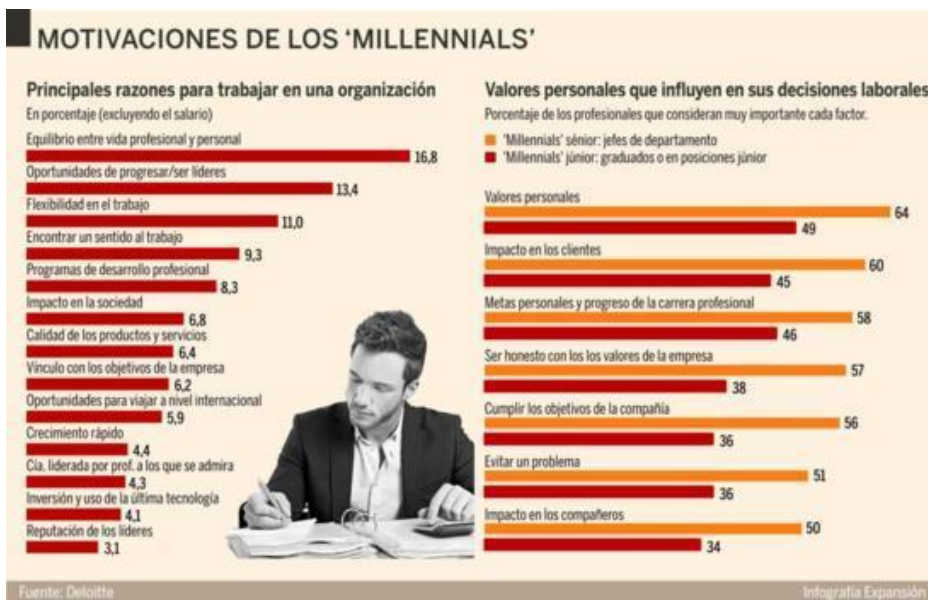 MOTIVACIONES DE LOS ‘MILLENNIALS’
Principales razones para trabajar en una organización
En porcentaje (excluyendo el salario)
Equilibrio entre vida profesional y personal
16,8
Oportunidades de progresar/ser líderes
13,4
Flexibilidad en el trabajo
11,0
Encontrar un sentido al trabajo
9,3
Programas de desarrollo profesional
8,3
Impacto en la sociedad
6,8
Calidad de los productos y servicios
6,4
Vínculo con los objetivos de la empresa
6,2
Oportunidades para viajar a nivel internacional
5,9
Crecimiento rápido
4,4
Cía. liderada por prof. a los que se admira
4,3
Inversión y uso de la última tecnología
4,1
Reputación de los líderes
3,1
Valores personales que influyen en sus decisiones laborales
Porcentaje de los profesionales que consideran muy importante cada factor.
‘Millennials’ sénior: jefes de departamento
‘Millennials’ júnior: graduados o en posiciones júnior
Valores personales
64
49
Impacto en los clientes
60
45
Metas personales y progreso de la carrera profesional
58
46
Ser honesto con los los valores de la empresa
57
38
Cumplir los objetivos de la compañía
56
36
Evitar un problema
51
36
Impacto en los compañeros
50
34
Fuente: Deloitte
Infografía Expansión